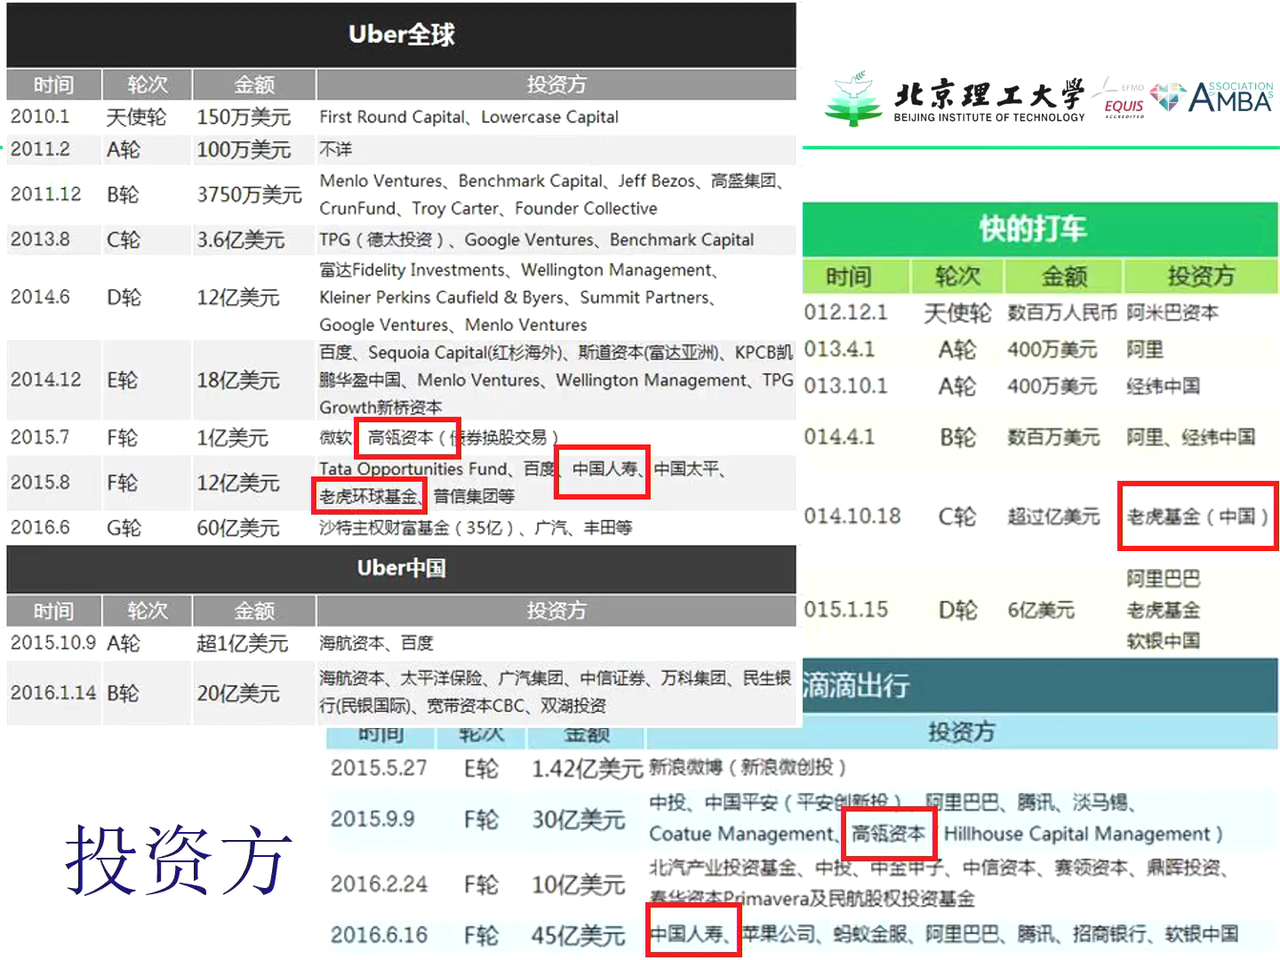 Uber全球
时间 轮次 金额 投资方
2010.1 天使轮 150万美元 First Round Capital、Lowercase Capital
2011.2 A轮 100万美元 不详
2011.12 B轮 3750万美元 Menlo Ventures、Benchmark Capital、Jeff Bezos、高盛集团、
CrunFund、Troy Carter、Founder Collective
2013.8 C轮 3.6亿美元 TPG（德太投资）、Google Ventures、Benchmark Capital
2014.6 D轮 12亿美元 富达Fidelity Investments、Wellington Management、
Kleiner Perkins Caufield & Byers、Summit Partners、
Google Ventures、Menlo Ventures
2014.12 E轮 18亿美元 百度、Sequoia Capital(红杉海外)、斯道资本(富达亚洲)、KPCB凯
鹏华盈中国、Menlo Ventures、Wellington Management、TPG
Growth新桥资本
2015.7 F轮 1亿美元 微软、高瓴资本（债券换股交易）
2015.8 F轮 12亿美元 Tata Opportunities Fund、百度、中国人寿、中国太平、
老虎环球基金、普信集团等
2016.6 G轮 60亿美元 沙特主权财富基金（35亿）、广汽、丰田等
Uber中国
时间 轮次 金额 投资方
2015.10.9 A轮 超1亿美元 海航资本、百度
2016.1.14 B轮 20亿美元 海航资本、太平洋保险、广汽集团、中信证券、万科集团、民生银
行(民银国际)、宽带资本CBC、双湖投资
北京理工大学
BEIJING INSTITUTE OF TECHNOLOGY
EFMD
EQUIS
ACCREDITED
ASSOCIATION
OF MBAs
AMBA
快的打车
时间 轮次 金额 投资方
012.12.1 天使轮 数百万人民币 阿米巴资本
013.4.1 A轮 400万美元 阿里
013.10.1 A轮 400万美元 经纬中国
014.4.1 B轮 数百万美元 阿里、经纬中国
014.10.18 C轮 超过亿美元 老虎基金（中国）
015.1.15 D轮 6亿美元 阿里巴巴
老虎基金
软银中国
滴滴出行
时间 轮次 金额 投资方
2015.5.27 E轮 1.42亿美元 新浪微博（新浪微创投）
2015.9.9 F轮 30亿美元 中投、中国平安（平安创新投）、阿里巴巴、腾讯、淡马锡、
Coatue Management、高瓴资本（Hillhouse Capital Management）
2016.2.24 F轮 10亿美元 北汽产业投资基金、中投、中金甲子、中信资本、赛领资本、鼎晖投资、
春华资本Primavera及民航股权投资基金
2016.6.16 F轮 45亿美元 中国人寿、苹果公司、蚂蚁金服、阿里巴巴、腾讯、招商银行、软银中国
投资方